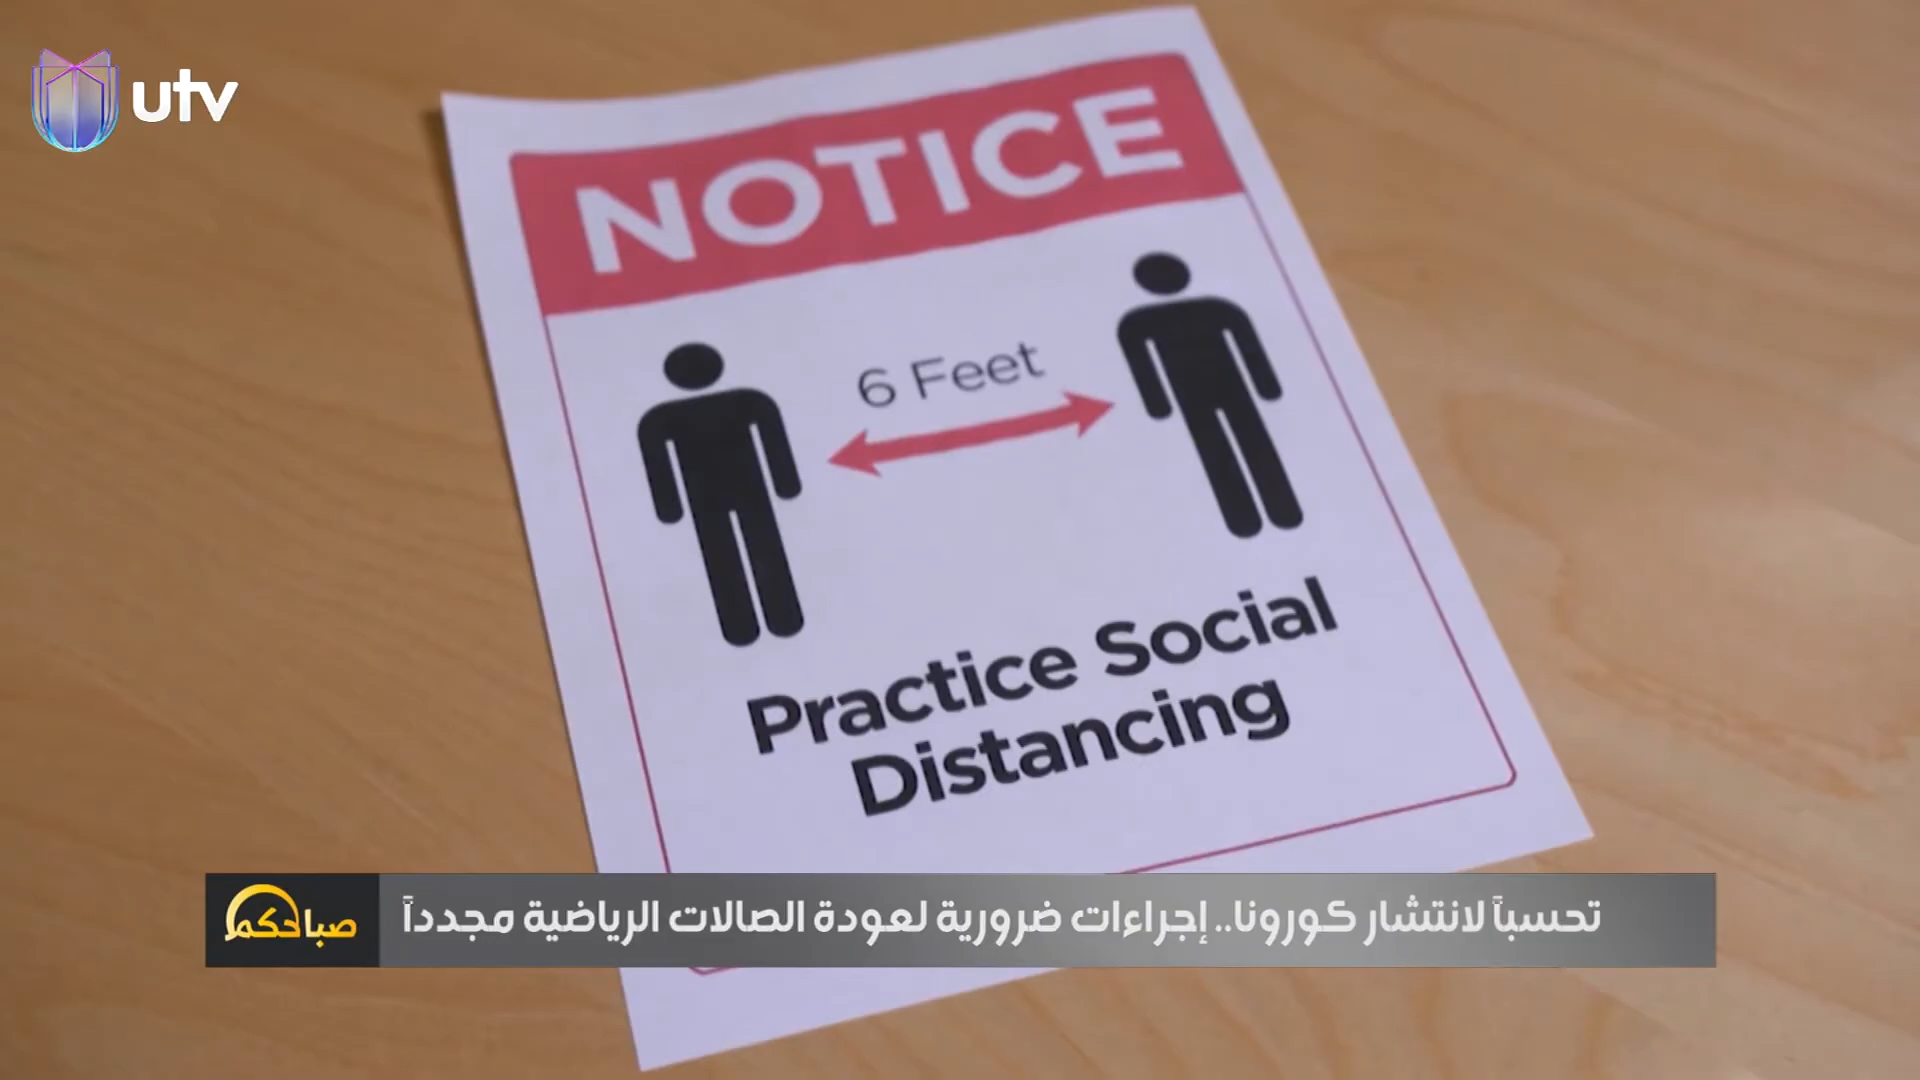 utv
NOTICE
6 Feet
Practice Social
Distancing
صباحكم
تحسباً لانتشار كورونا.. إجراءات ضرورية لعودة الصالات الرياضية مجدداً